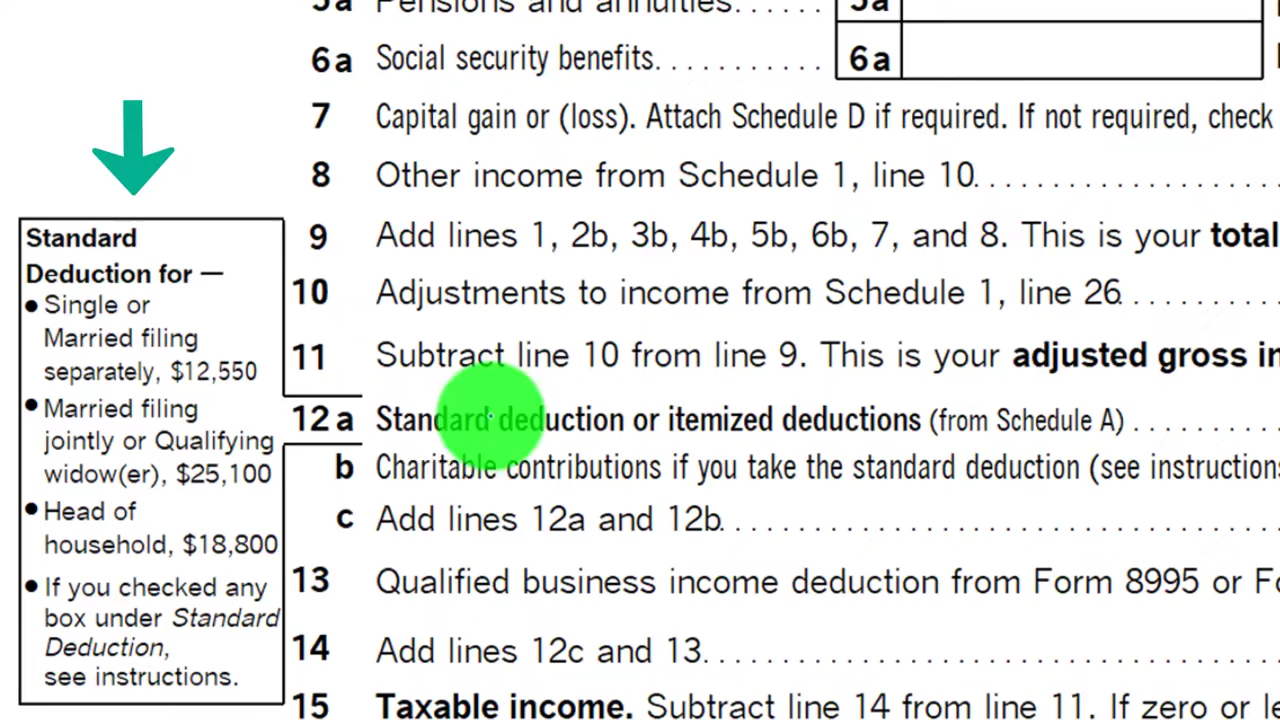 5a Pensions and annuities...... 5a
6a Social security benefits........... 6a
7 Capital gain or (loss). Attach Schedule D if required. If not required, check
8 Other income from Schedule 1, line 10
9 Add lines 1, 2b, 3b, 4b, 5b, 6b, 7, and 8. This is your total
10 Adjustments to income from Schedule 1, line 26
11 Subtract line 10 from line 9. This is your adjusted gross
12 a Standard deduction or itemized deductions (from Schedule A)
b Charitable contributions if you take the standard deduction (see instructions
c Add lines 12a and 12b
13 Qualified business income deduction from Form 8995 or
14 Add lines 12c and 13
15 Taxable income. Subtract line 14 from line 11. If zero or
Standard
Deduction for —
• Single or
Married filing
separately, $12,550
• Married filing
jointly or Qualifying
widow(er), $25,100
• Head of
household, $18,800
• If you checked any
box under Standard
Deduction,
see instructions.